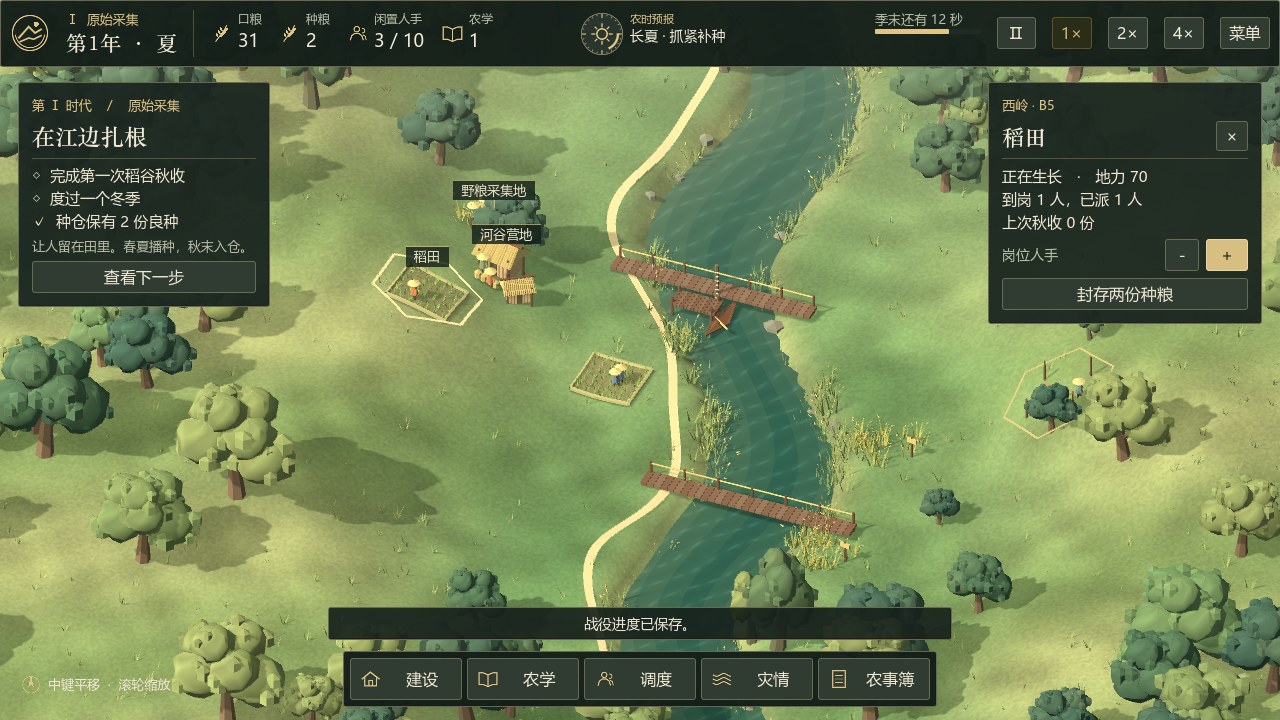 I 原始采集
第1年 · 夏
口粮
31
种粮
2
闲置人手
3 / 10
农学
1
农时预报
长夏 · 抓紧补种
季末还有 12 秒
II
1×
2×
4×
菜单
第 I 时代 / 原始采集
在江边扎根
◇ 完成第一次稻谷秋收
◇ 度过一个冬季
✓ 种仓保有 2 份良种
让人留在田里。春夏播种，秋末入仓。
查看下一步
西岭 · B5
稻田
×
正在生长 · 地力 70
到岗 1 人，已派 1 人
上次秋收 0 份
岗位人手
-
+
封存两份种粮
野粮采集地
河谷营地
稻田
战役进度已保存。
建设
农学
调度
灾情
农事簿
中键平移 · 滚轮缩放